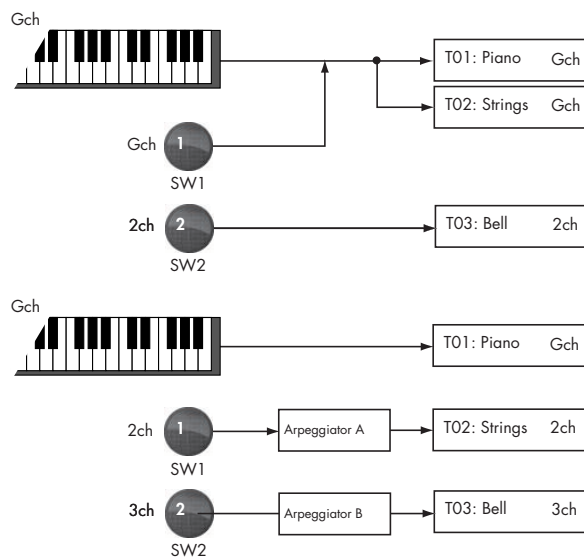 Gch
T01: Piano Gch
T02: Strings Gch
Gch 1
SW1
2ch 2 T03: Bell 2ch
SW2
Gch
T01: Piano Gch
2ch 1 Arpeggiator A T02: Strings 2ch
SW1
3ch 2 Arpeggiator B T03: Bell 3ch
SW2